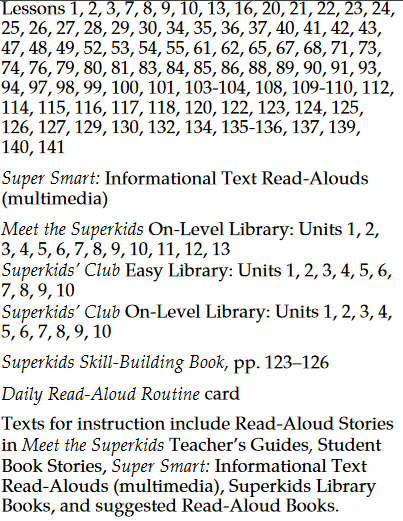 Lessons 1, 2, 3, 7, 8, 9, 10, 13, 16, 20, 21, 22, 23, 24,
25, 26, 27, 28, 29, 30, 34, 35, 36, 37, 40, 41, 42, 43,
47, 48, 49, 52, 53, 54, 55, 61, 62, 65, 67, 68, 71, 73,
74, 76, 79, 80, 81, 83, 84, 85, 86, 88, 89, 90, 91, 93,
94, 97, 98, 99, 100, 101, 103-104, 108, 109-110, 112,
114, 115, 116, 117, 118, 120, 122, 123, 124, 125,
126, 127, 129, 130, 132, 134, 135-136, 137, 139,
140, 141
Super Smart: Informational Text Read-Alouds
(multimedia)
Meet the Superkids On-Level Library: Units 1, 2,
3, 4, 5, 6, 7, 8, 9, 10, 11, 12, 13
Superkids’ Club Easy Library: Units 1, 2, 3, 4, 5, 6,
7, 8, 9, 10
Superkids’ Club On-Level Library: Units 1, 2, 3, 4,
5, 6, 7, 8, 9, 10
Superkids Skill-Building Book, pp. 123–126
Daily Read-Aloud Routine card
Texts for instruction include Read-Aloud Stories
in Meet the Superkids Teacher’s Guides, Student
Book Stories, Super Smart: Informational Text
Read-Alouds (multimedia), Superkids Library
Books, and suggested Read-Aloud Books.